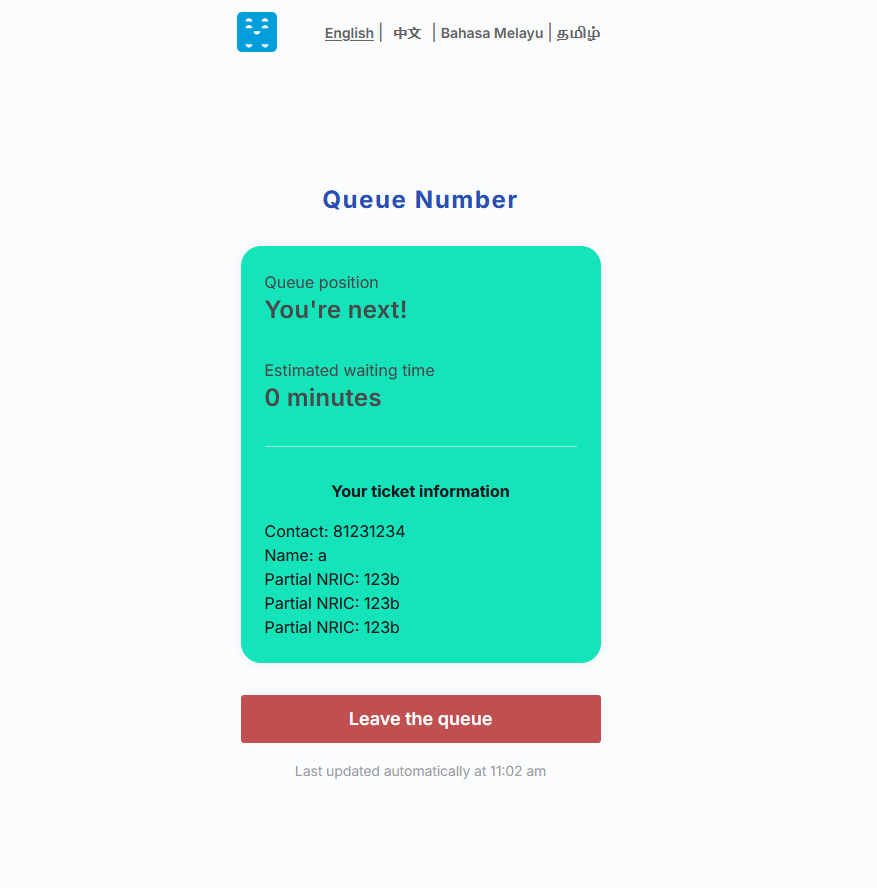 English | 中文 | Bahasa Melayu | தமிழ்
Queue Number
Queue position
You're next!
Estimated waiting time
0 minutes
Your ticket information
Contact: 81231234
Name: a
Partial NRIC: 123b
Partial NRIC: 123b
Partial NRIC: 123b
Leave the queue
Last updated automatically at 11:02 am